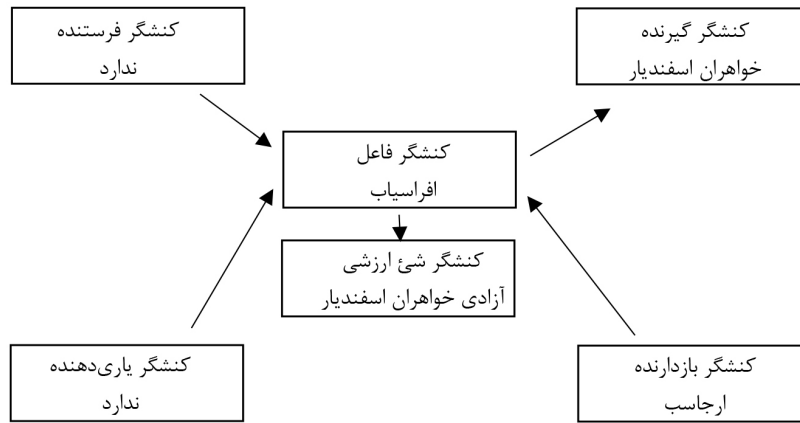 کنشگر گیرنده
خواهران اسفندیار
کنشگر فرستنده
ندارد
کنشگر فاعل
افراسیاب
کنشگر شئ ارزشی
آزادی خواهران اسفندیار
کنشگر بازدارنده
ارجاسب
کنشگر یاری‌دهنده
ندارد